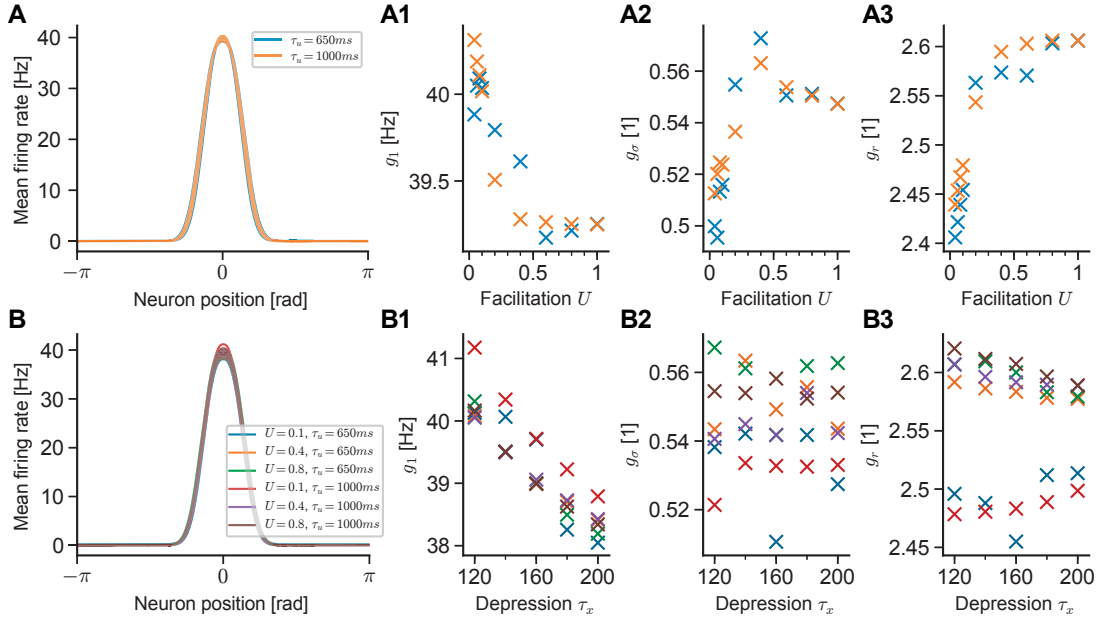 A
A1
A2
A3
Mean firing rate [Hz]
40
30
20
10
0
−π
0
π
Neuron position [rad]
τu = 650ms
τu = 1000ms
g1 [Hz]
40
39.5
0
0.5
1
Facilitation U
gσ [1]
0.56
0.54
0.52
0.5
0
0.5
1
Facilitation U
gr [1]
2.6
2.55
2.5
2.45
2.4
0
0.5
1
Facilitation U
B
B1
B2
B3
Mean firing rate [Hz]
40
30
20
10
0
−π
0
π
Neuron position [rad]
U = 0.1, τu = 650ms
U = 0.4, τu = 650ms
U = 0.8, τu = 650ms
U = 0.1, τu = 1000ms
U = 0.4, τu = 1000ms
U = 0.8, τu = 1000ms
g1 [Hz]
41
40
39
38
120
160
200
Depression τx
gσ [1]
0.56
0.54
0.52
120
160
200
Depression τx
gr [1]
2.6
2.55
2.5
2.45
120
160
200
Depression τx